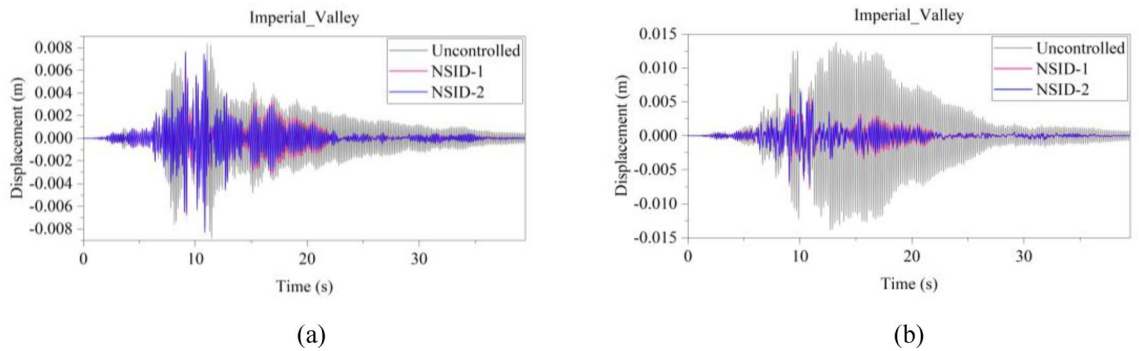 Imperial_Valley
0.008
0.006
0.004
0.002
0.000
-0.002
-0.004
-0.006
-0.008
Displacement (m)
Uncontrolled
NSID-1
NSID-2
0 10 20 30
Time (s)
(a)
Imperial_Valley
0.015
0.010
0.005
0.000
-0.005
-0.010
-0.015
Displacement (m)
Uncontrolled
NSID-1
NSID-2
0 10 20 30
Time (s)
(b)